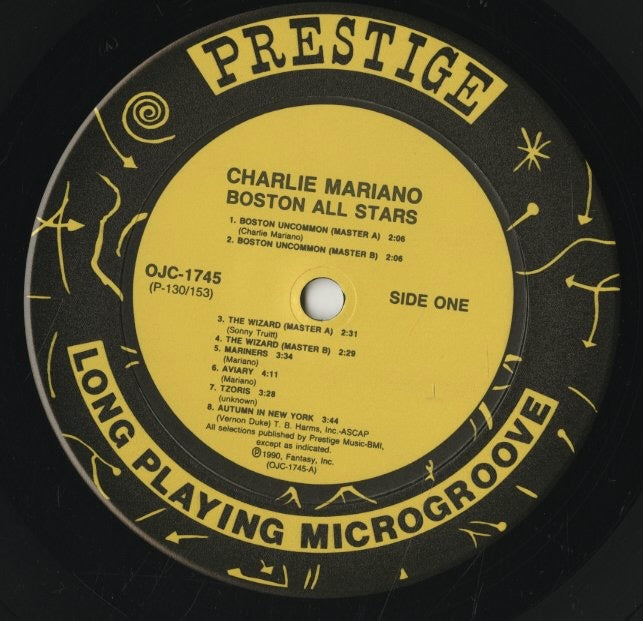 PRESTIGE
CHARLIE MARIANO
BOSTON ALL STARS
1. BOSTON UNCOMMON (MASTER A) 2:06
(Charlie Mariano)
2. BOSTON UNCOMMON (MASTER B) 2:06
OJC-1745
(P-130/153)
SIDE ONE
3. THE WIZARD (MASTER A) 2:31
(Sonny Truitt)
4. THE WIZARD (MASTER B) 2:29
5. MARINERS 3:34
(Mariano)
6. AVIARY 4:11
(Mariano)
7. TZORIS 3:28
(unknown)
8. AUTUMN IN NEW YORK 3:44
(Vernon Duke) T. B. Harms, Inc.-ASCAP
All selections published by Prestige Music-BMI,
except as indicated.
℗1990, Fantasy, Inc.
(OJC-1745-A)
LONG PLAYING MICROGROOVE